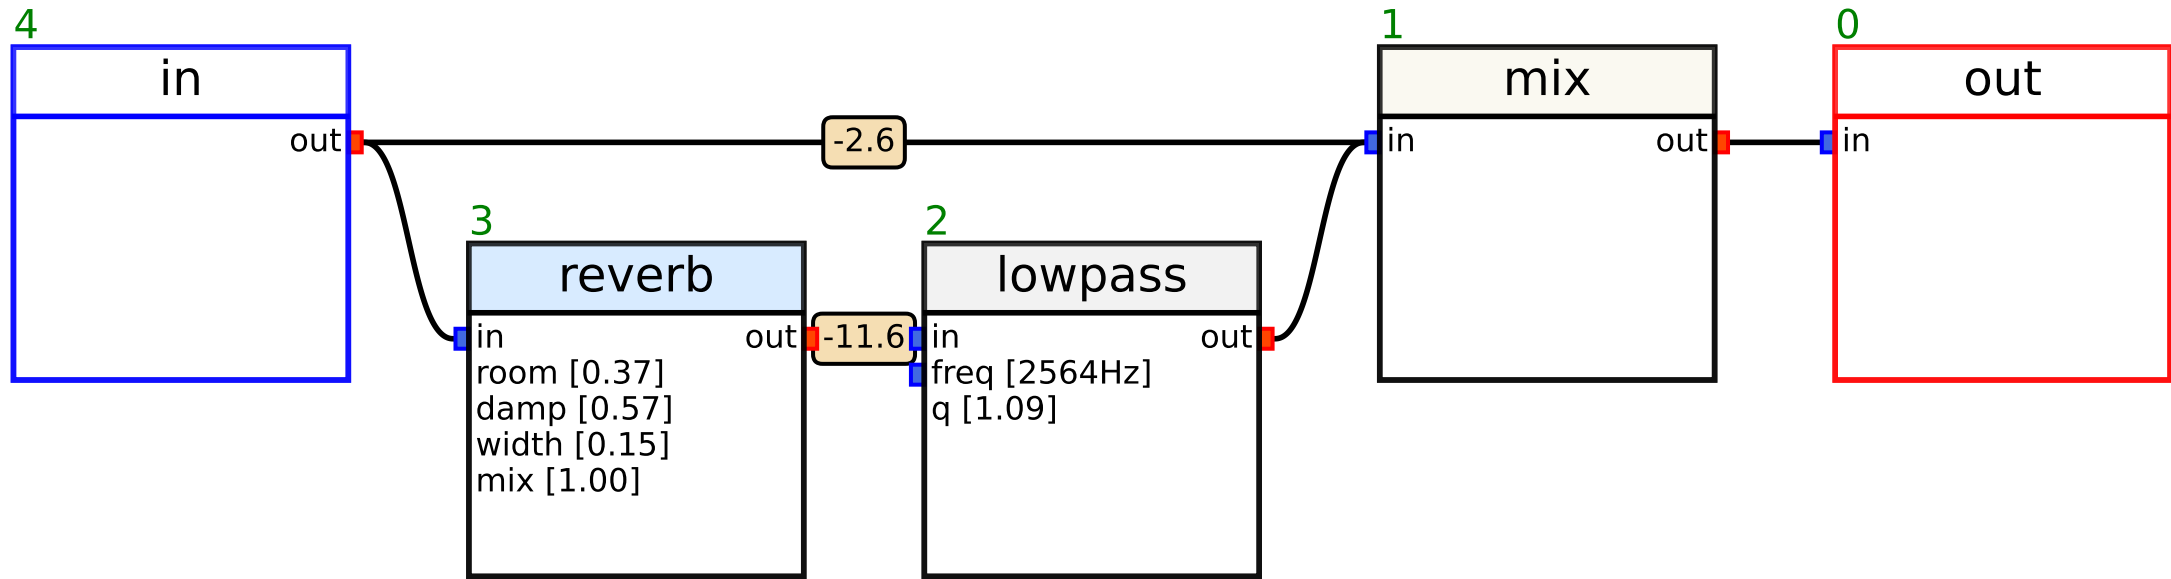 4
in
out
-2.6
1
mix
in
out
0
out
in
3
reverb
in
out
room [0.37]
damp [0.57]
width [0.15]
mix [1.00]
-11.6
2
lowpass
in
out
freq [2564Hz]
q [1.09]